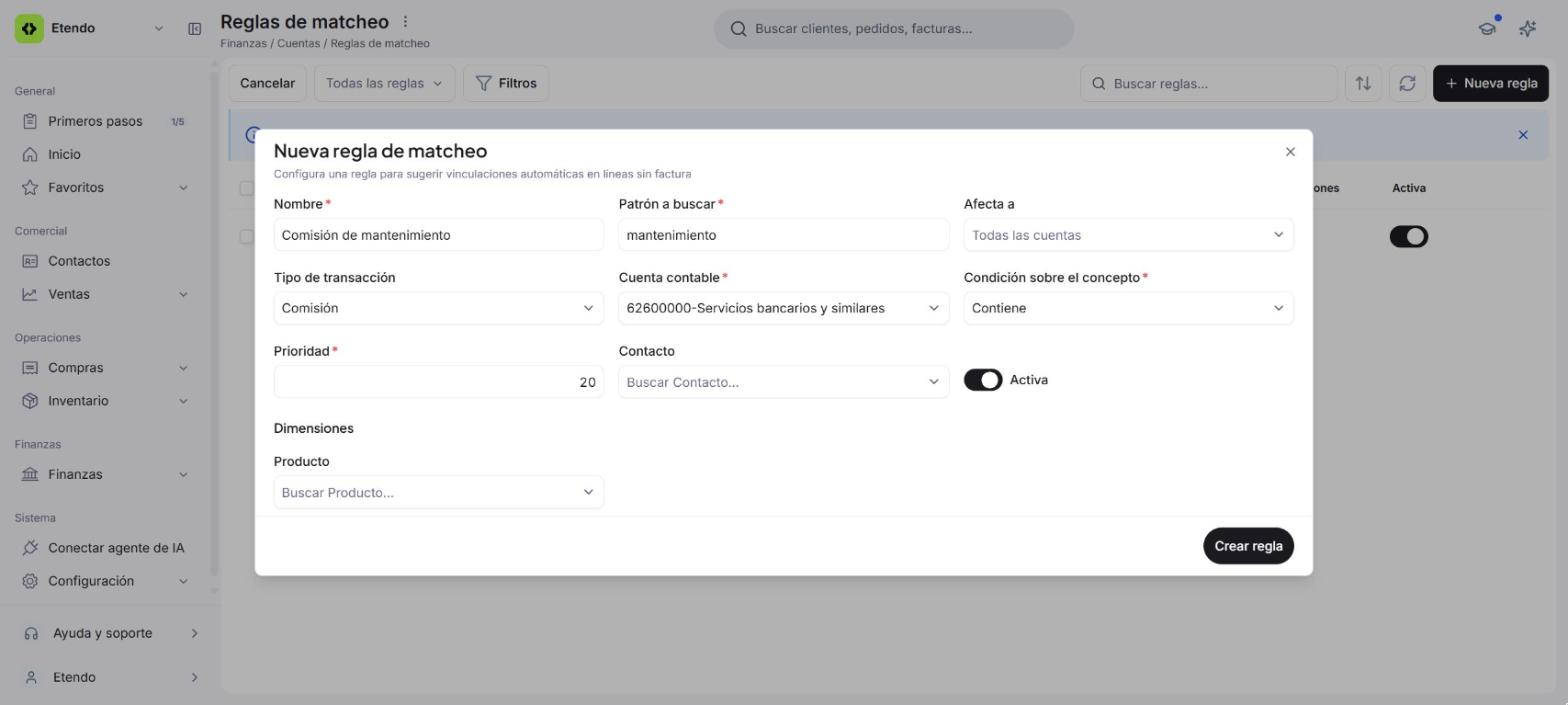 Etendo
Reglas de matcheo
Finanzas / Cuentas / Reglas de matcheo
Buscar clientes, pedidos, facturas...
General
Primeros pasos 1/5
Inicio
Favoritos
Comercial
Contactos
Ventas
Operaciones
Compras
Inventario
Finanzas
Finanzas
Sistema
Conectar agente de IA
Configuración
Ayuda y soporte
Etendo
Cancelar Todas las reglas Filtros Buscar reglas... + Nueva regla
ones Activa
Nueva regla de matcheo
Configura una regla para sugerir vinculaciones automáticas en líneas sin factura
Nombre* Patrón a buscar* Afecta a
Comisión de mantenimiento mantenimiento Todas las cuentas
Tipo de transacción Cuenta contable* Condición sobre el concepto*
Comisión 62600000-Servicios bancarios y similares Contiene
Prioridad* Contacto
20 Buscar Contacto... Activa
Dimensiones
Producto
Buscar Producto...
Crear regla